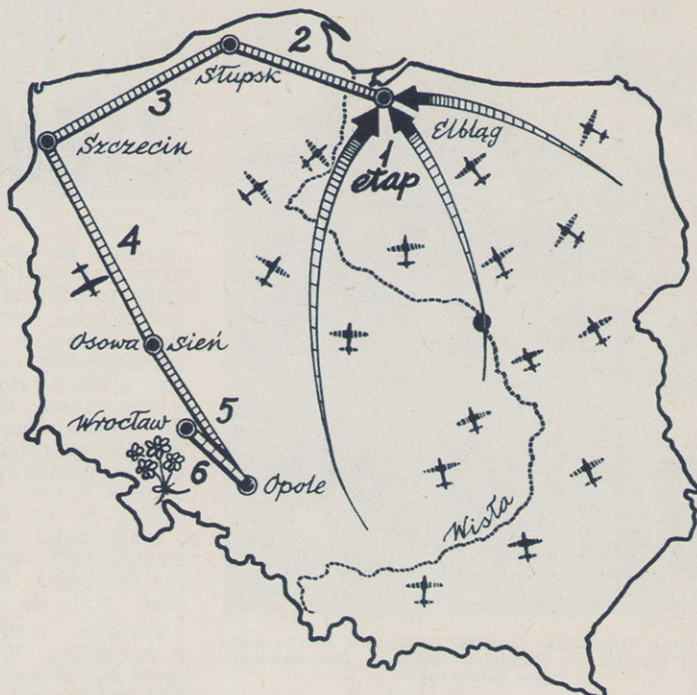 2
Słupsk
3
Elbląg
Szczecin
1
etap
4
Osowa sień
5
Wrocław
6
Opole
Wisła